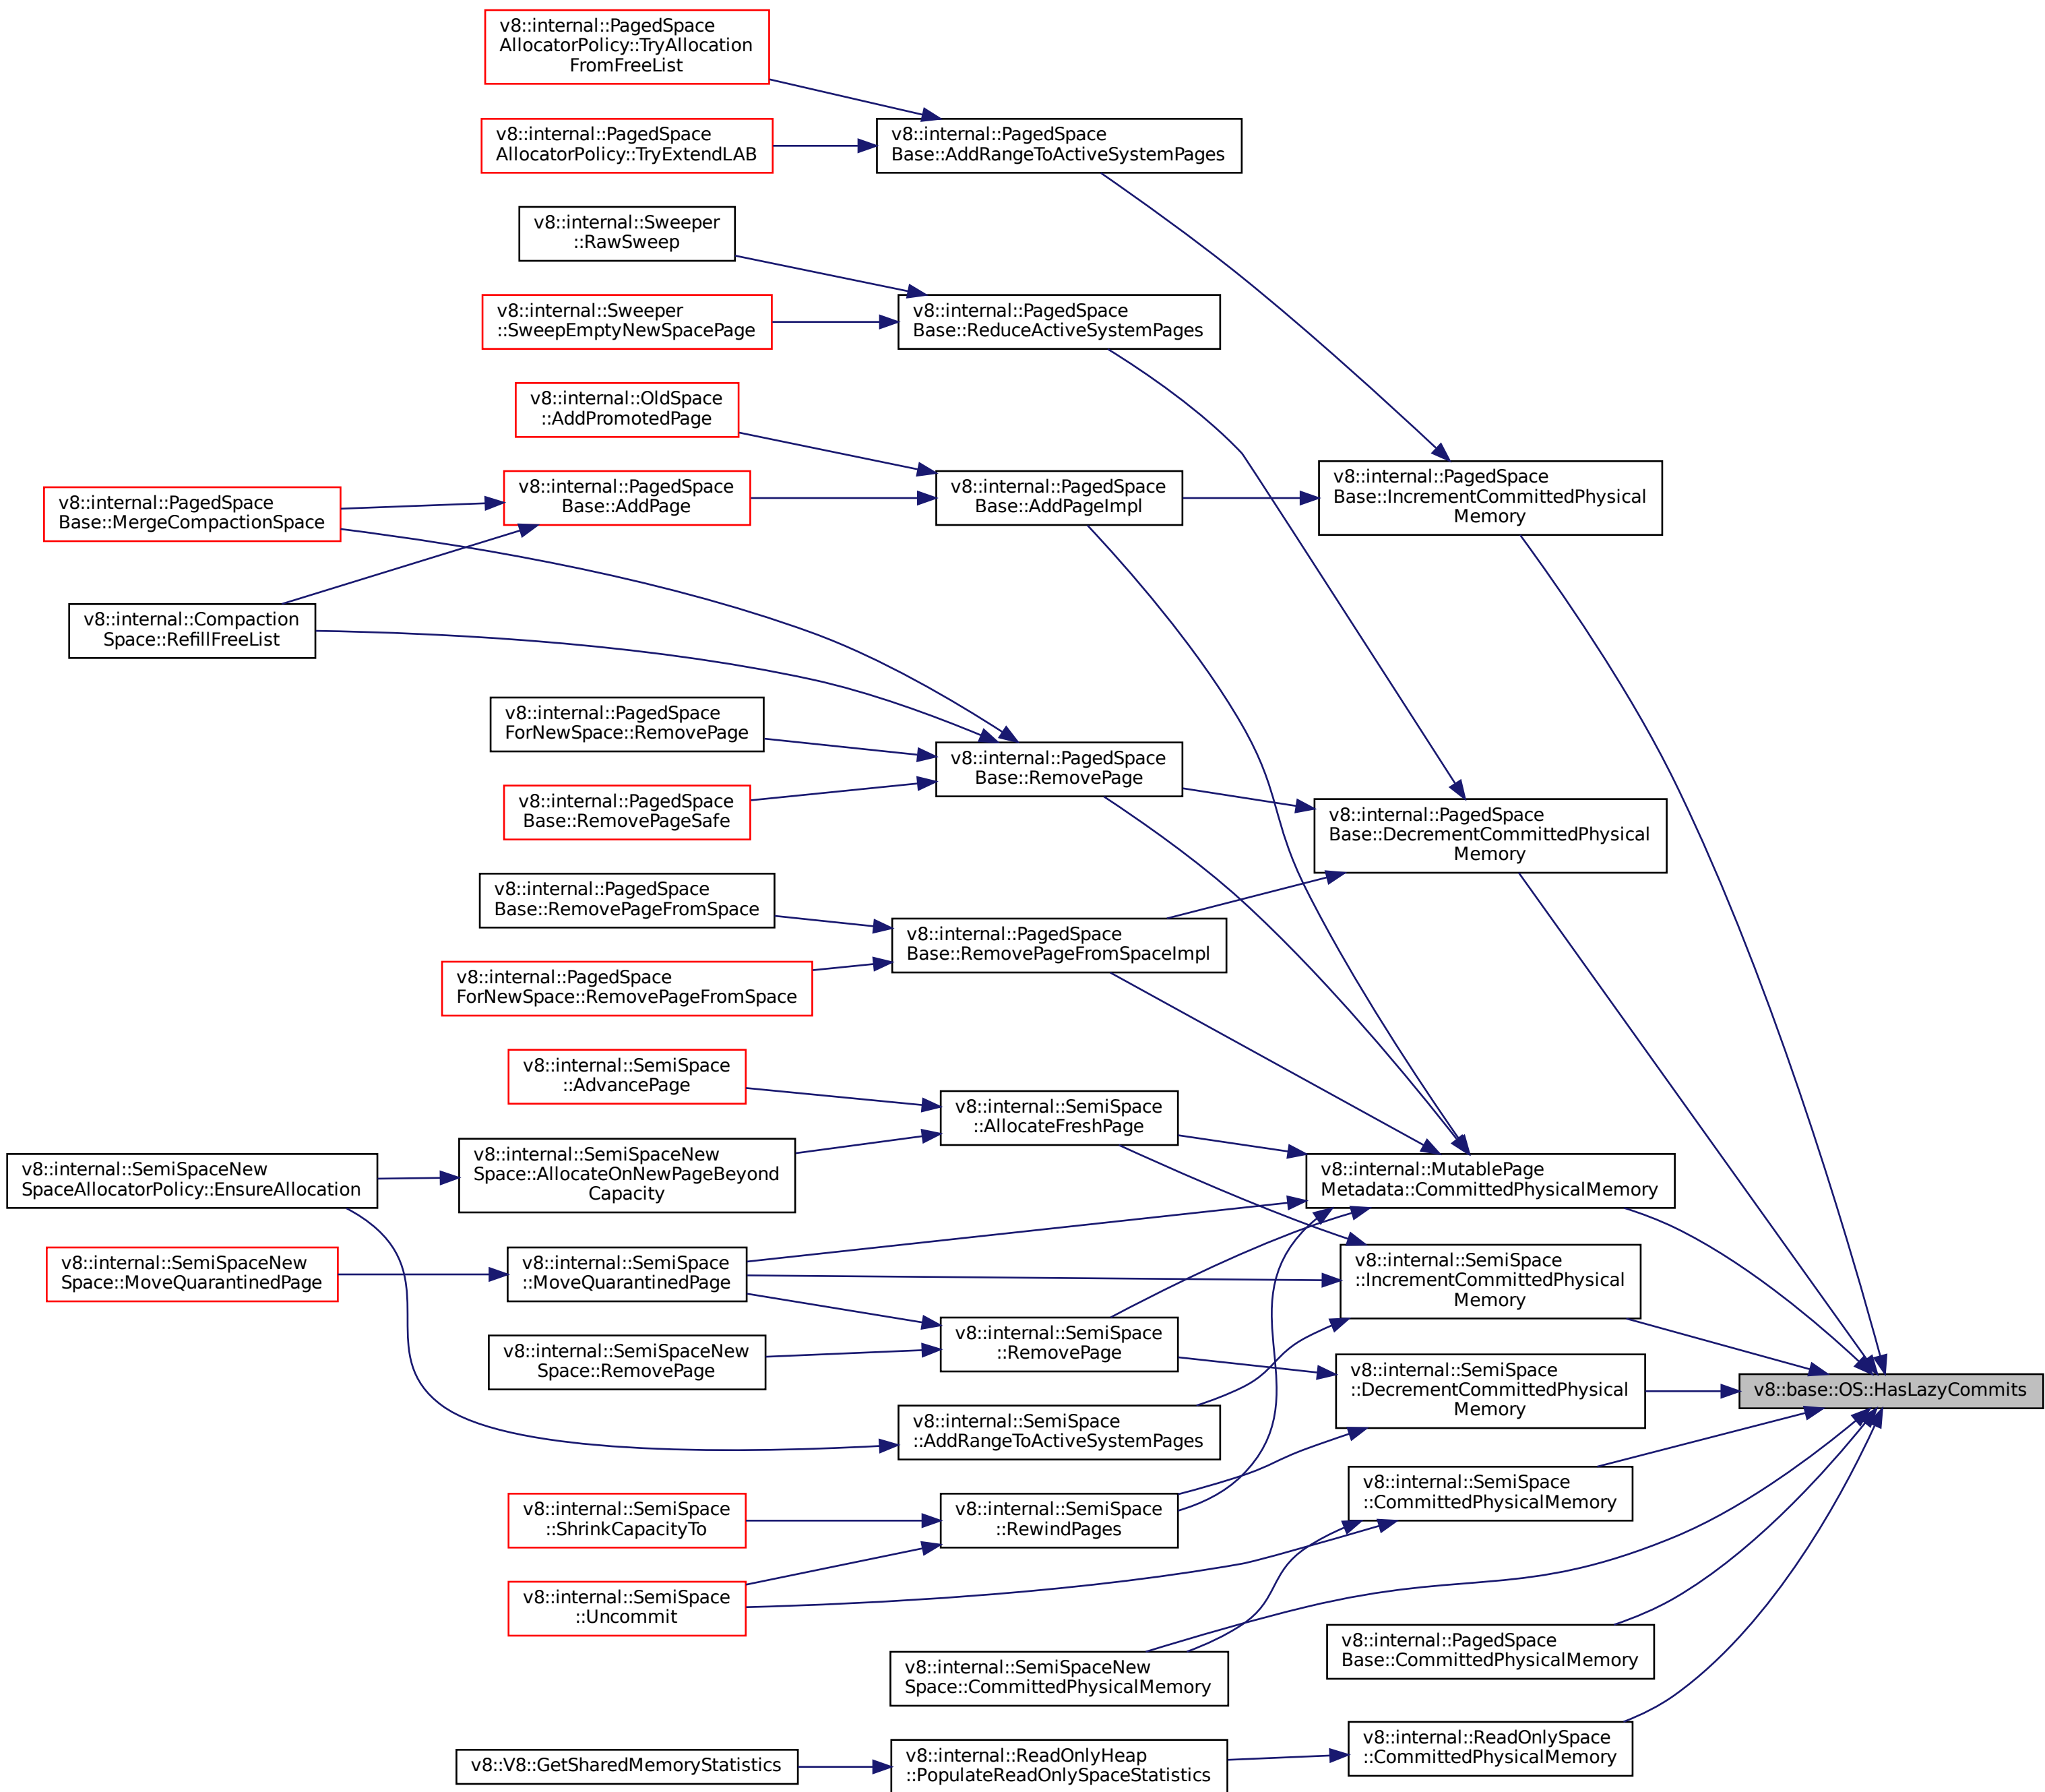 v8::internal::PagedSpace
AllocatorPolicy::TryAllocation
FromFreeList
v8::internal::PagedSpace
AllocatorPolicy::TryExtendLAB
v8::internal::PagedSpace
Base::AddRangeToActiveSystemPages
v8::internal::Sweeper
::RawSweep
v8::internal::Sweeper
::SweepEmptyNewSpacePage
v8::internal::PagedSpace
Base::ReduceActiveSystemPages
v8::internal::OldSpace
::AddPromotedPage
v8::internal::PagedSpace
Base::MergeCompactionSpace
v8::internal::PagedSpace
Base::AddPage
v8::internal::PagedSpace
Base::AddPageImpl
v8::internal::PagedSpace
Base::IncrementCommittedPhysical
Memory
v8::internal::Compaction
Space::RefillFreeList
v8::internal::PagedSpace
ForNewSpace::RemovePage
v8::internal::PagedSpace
Base::RemovePage
v8::internal::PagedSpace
Base::RemovePageSafe
v8::internal::PagedSpace
Base::DecrementCommittedPhysical
Memory
v8::internal::PagedSpace
Base::RemovePageFromSpace
v8::internal::PagedSpace
Base::RemovePageFromSpaceImpl
v8::internal::PagedSpace
ForNewSpace::RemovePageFromSpace
v8::internal::SemiSpace
::AdvancePage
v8::internal::SemiSpace
::AllocateFreshPage
v8::internal::SemiSpaceNew
SpaceAllocatorPolicy::EnsureAllocation
v8::internal::SemiSpaceNew
Space::AllocateOnNewPageBeyond
Capacity
v8::internal::MutablePage
Metadata::CommittedPhysicalMemory
v8::internal::SemiSpaceNew
Space::MoveQuarantinedPage
v8::internal::SemiSpace
::MoveQuarantinedPage
v8::internal::SemiSpace
::IncrementCommittedPhysical
Memory
v8::internal::SemiSpaceNew
Space::RemovePage
v8::internal::SemiSpace
::RemovePage
v8::internal::SemiSpace
::DecrementCommittedPhysical
Memory
v8::base::OS::HasLazyCommits
v8::internal::SemiSpace
::AddRangeToActiveSystemPages
v8::internal::SemiSpace
::CommittedPhysicalMemory
v8::internal::SemiSpace
::ShrinkCapacityTo
v8::internal::SemiSpace
::RewindPages
v8::internal::SemiSpace
::Uncommit
v8::internal::SemiSpaceNew
Space::CommittedPhysicalMemory
v8::internal::PagedSpace
Base::CommittedPhysicalMemory
v8::internal::ReadOnlySpace
::CommittedPhysicalMemory
v8::V8::GetSharedMemoryStatistics
v8::internal::ReadOnlyHeap
::PopulateReadOnlySpaceStatistics